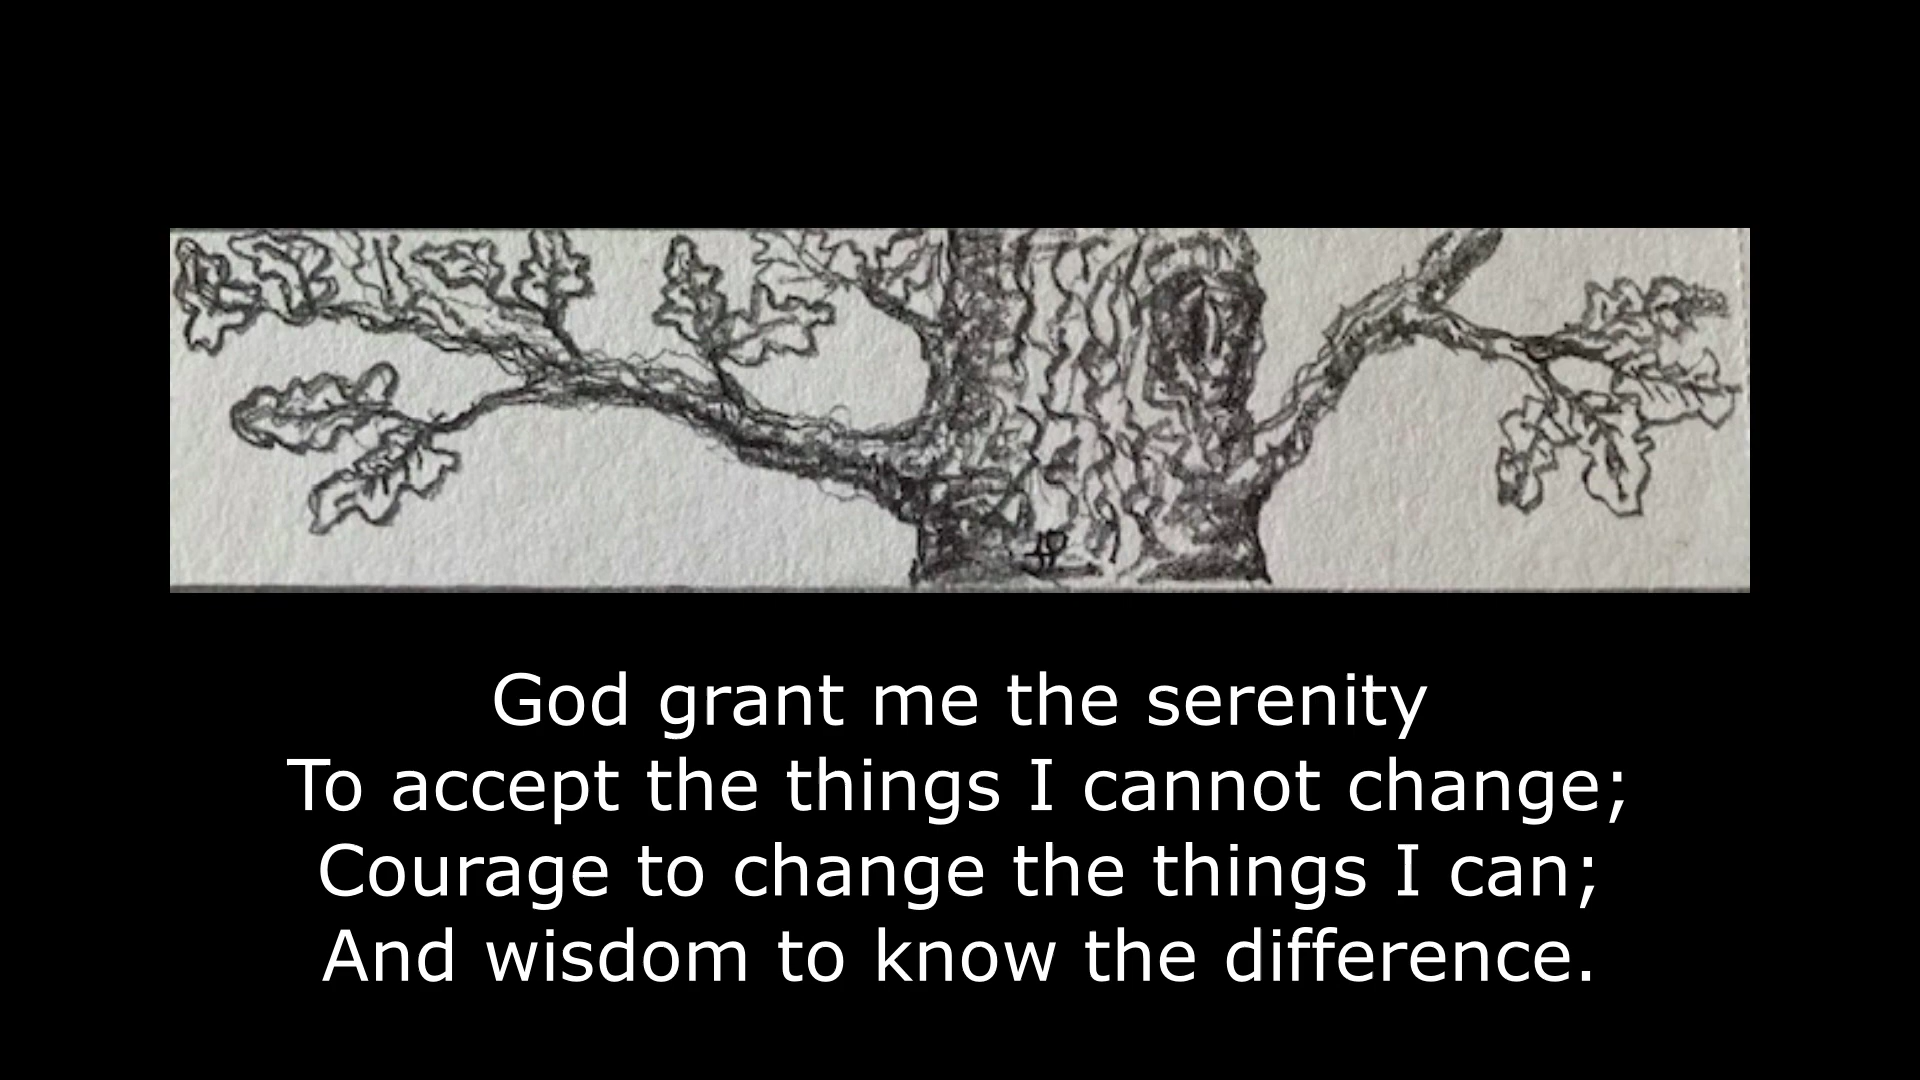 God grant me the serenity
To accept the things I cannot change;
Courage to change the things I can;
And wisdom to know the difference.